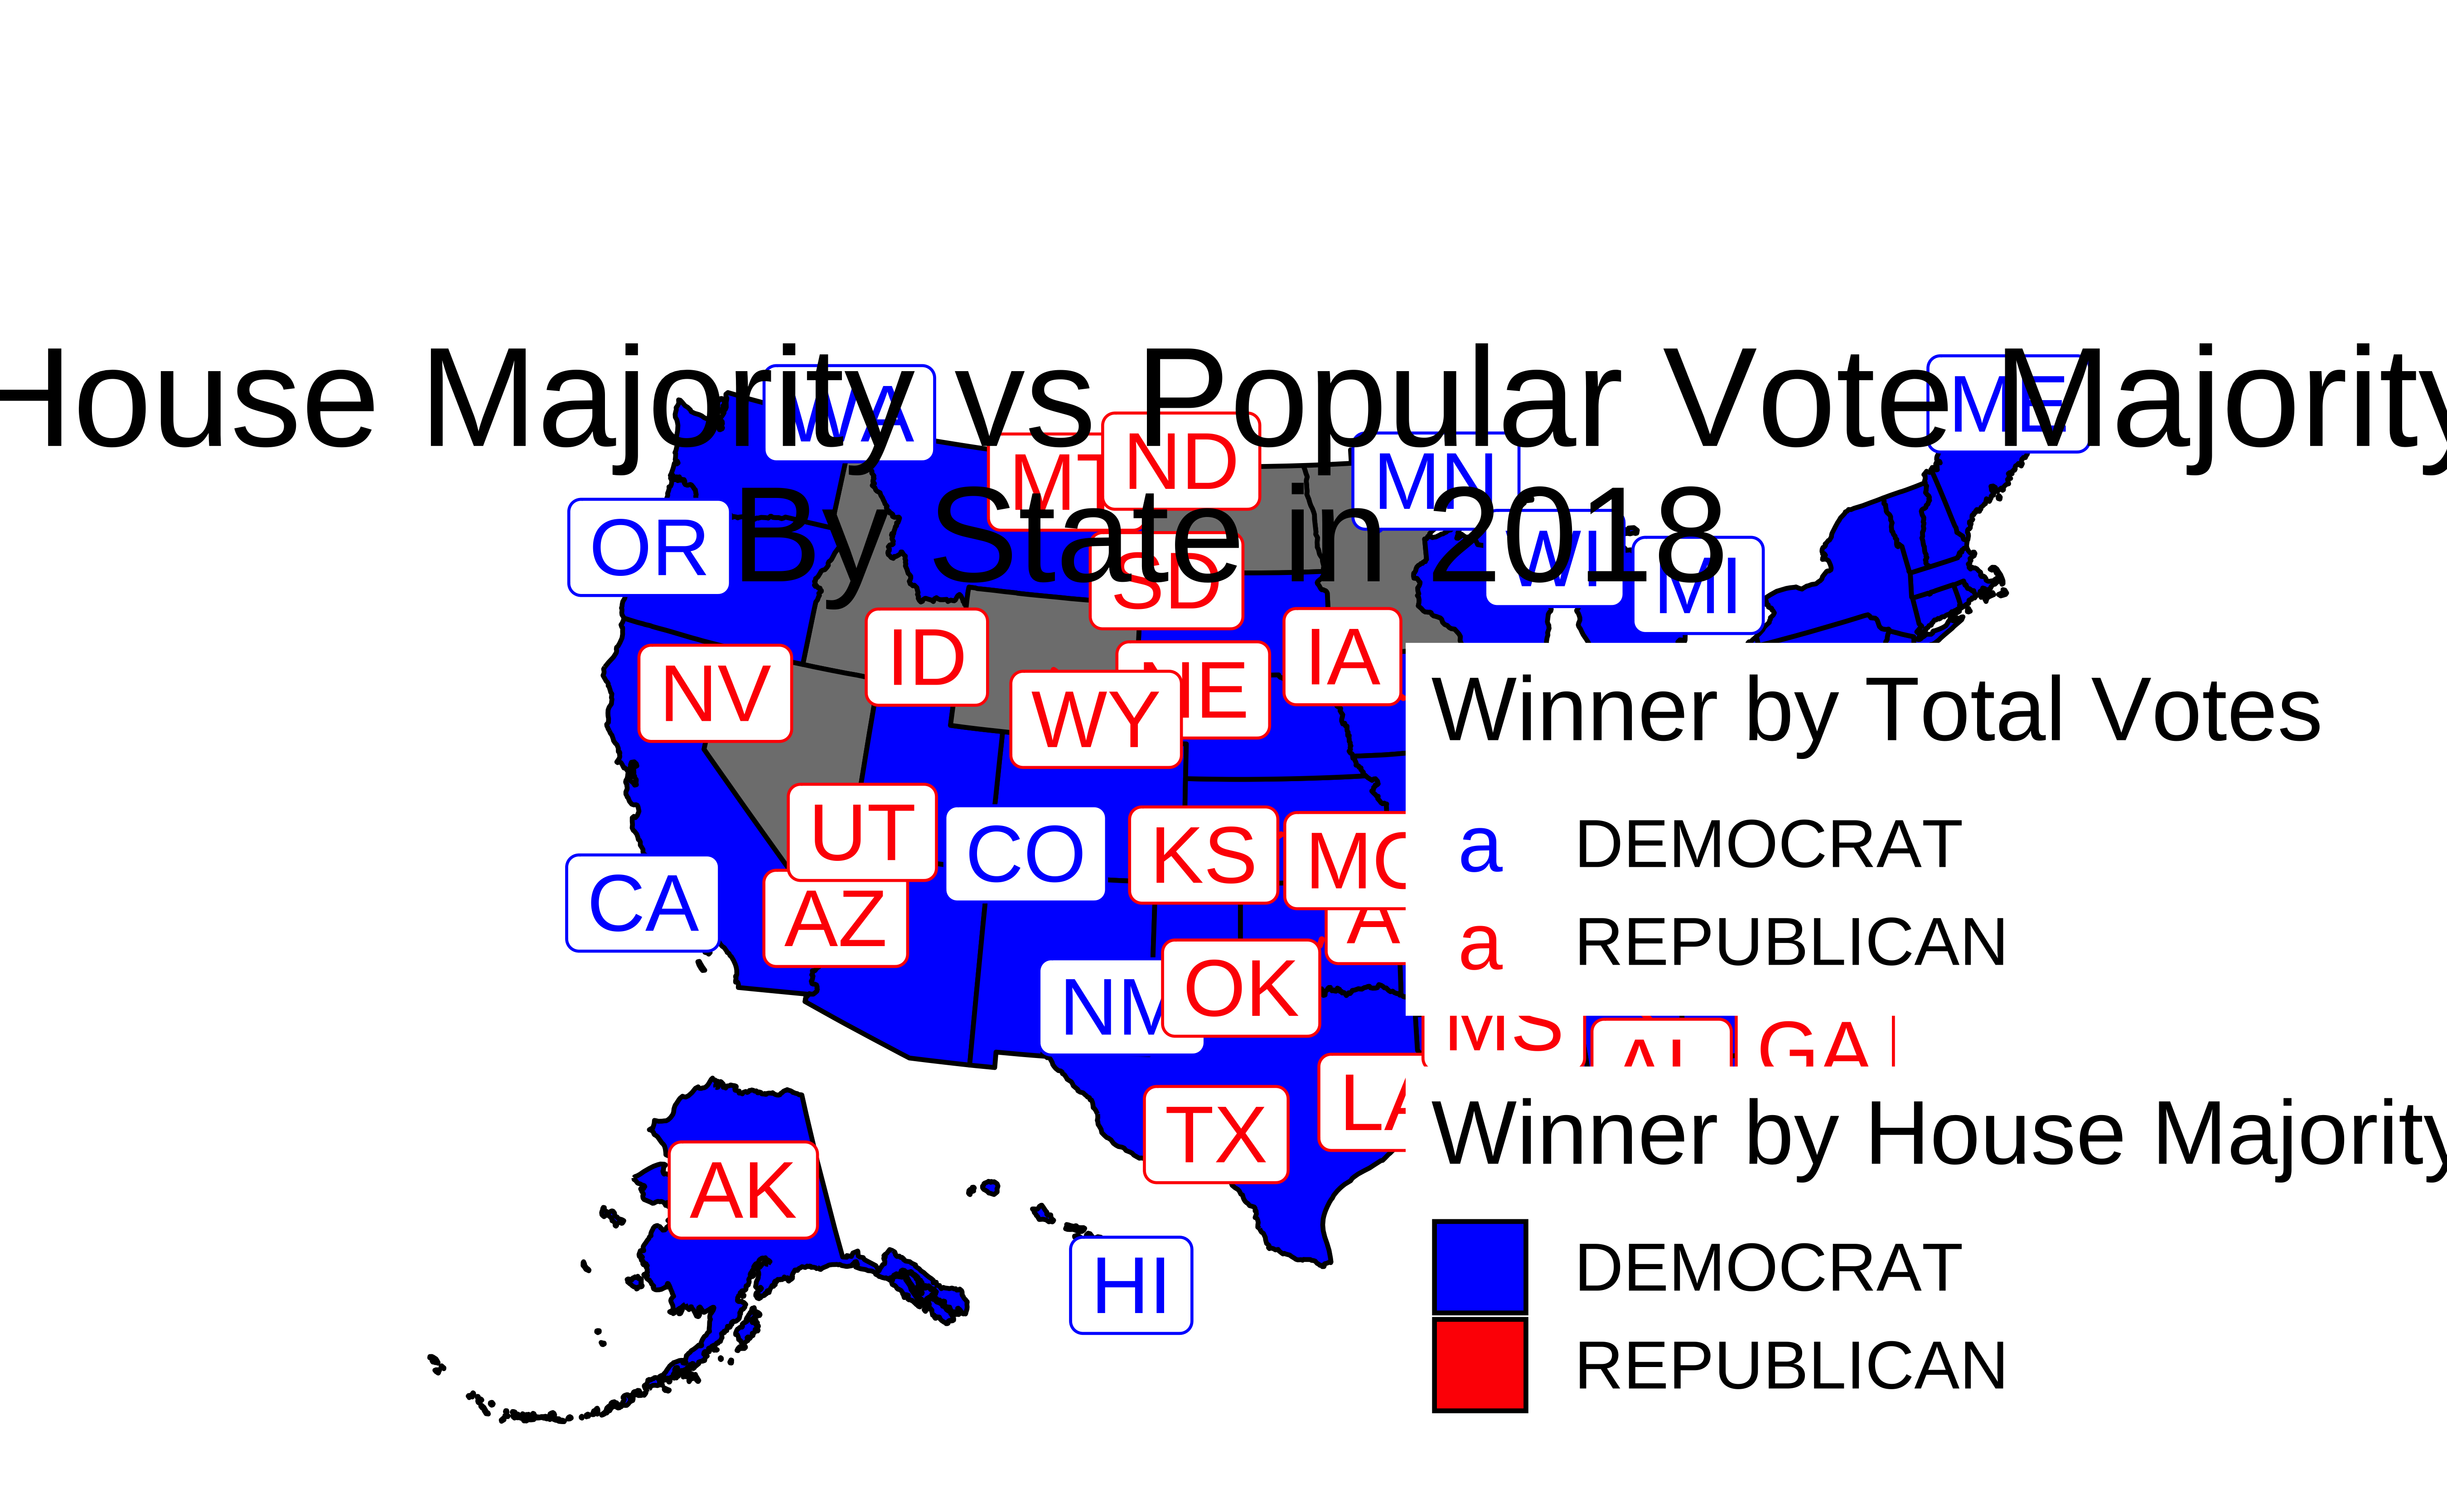 House Majority vs Popular Vote Majority
By State in 2018
WA
ME
ND
MT
MN
OR
WI
SD
MI
ID
IA
NV
NE
WY
Winner by Total Votes
UT
CO
KS
MO
a DEMOCRAT
CA
AZ
a REPUBLICAN
NM
OK
MS
AL
GA
LA
TX
Winner by House Majority
AK
HI
DEMOCRAT
REPUBLICAN